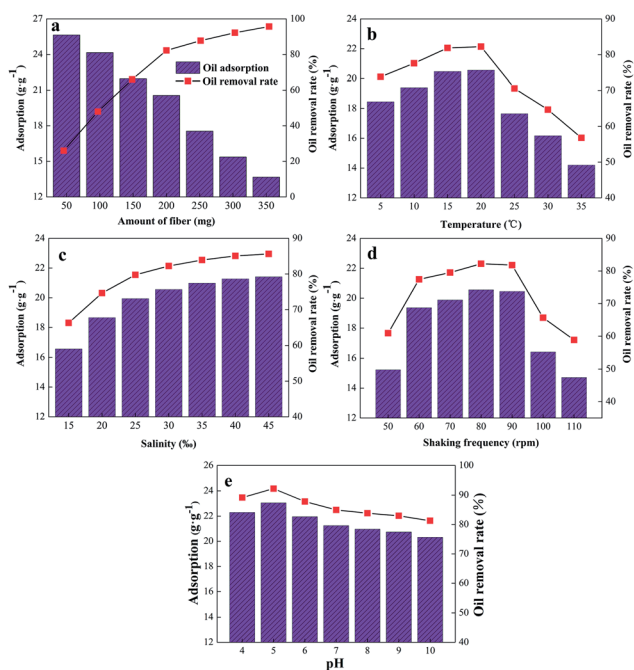 a
Oil adsorption
Oil removal rate
27
24
21
18
15
12
100
80
60
40
20
0
50 100 150 200 250 300 350
Amount of fiber (mg)
Adsorption (g·g⁻¹)
Oil removal rate (%)
b
24
22
20
18
16
14
12
90
80
70
60
50
40
5 10 15 20 25 30 35
Temperature (℃)
Adsorption (g·g⁻¹)
Oil removal rate (%)
c
24
22
20
18
16
14
12
90
80
70
60
50
40
15 20 25 30 35 40 45
Salinity (‰)
Adsorption (g·g⁻¹)
Oil removal rate (%)
d
24
22
20
18
16
14
12
90
80
70
60
50
40
50 60 70 80 90 100 110
Shaking frequency (rpm)
Adsorption (g·g⁻¹)
Oil removal rate (%)
e
26
24
22
20
18
16
14
12
100
90
80
70
60
50
40
4 5 6 7 8 9 10
pH
Adsorption (g·g⁻¹)
Oil removal rate (%)